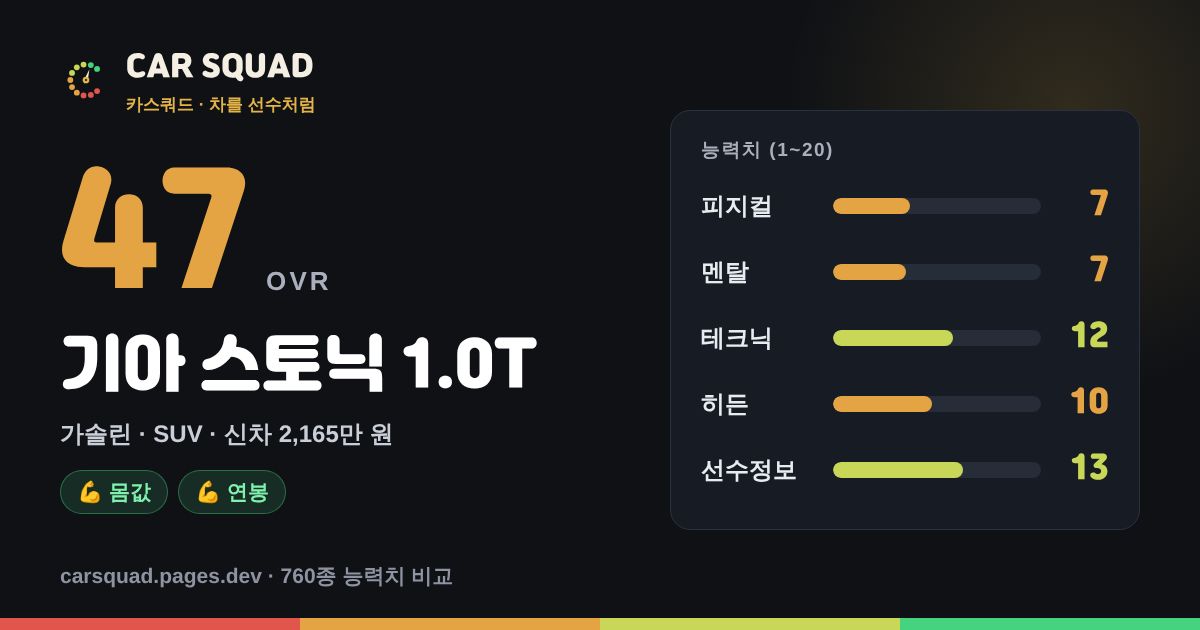 CAR SQUAD
카스쿼드 · 차를 선수처럼
47 OVR
기아 스토닉 1.0T
가솔린 · SUV · 신차 2,165만 원
💪 몸값 💪 연봉
carsquad.pages.dev · 760종 능력치 비교
능력치 (1~20)
피지컬 7
멘탈 7
테크닉 12
히든 10
선수정보 13